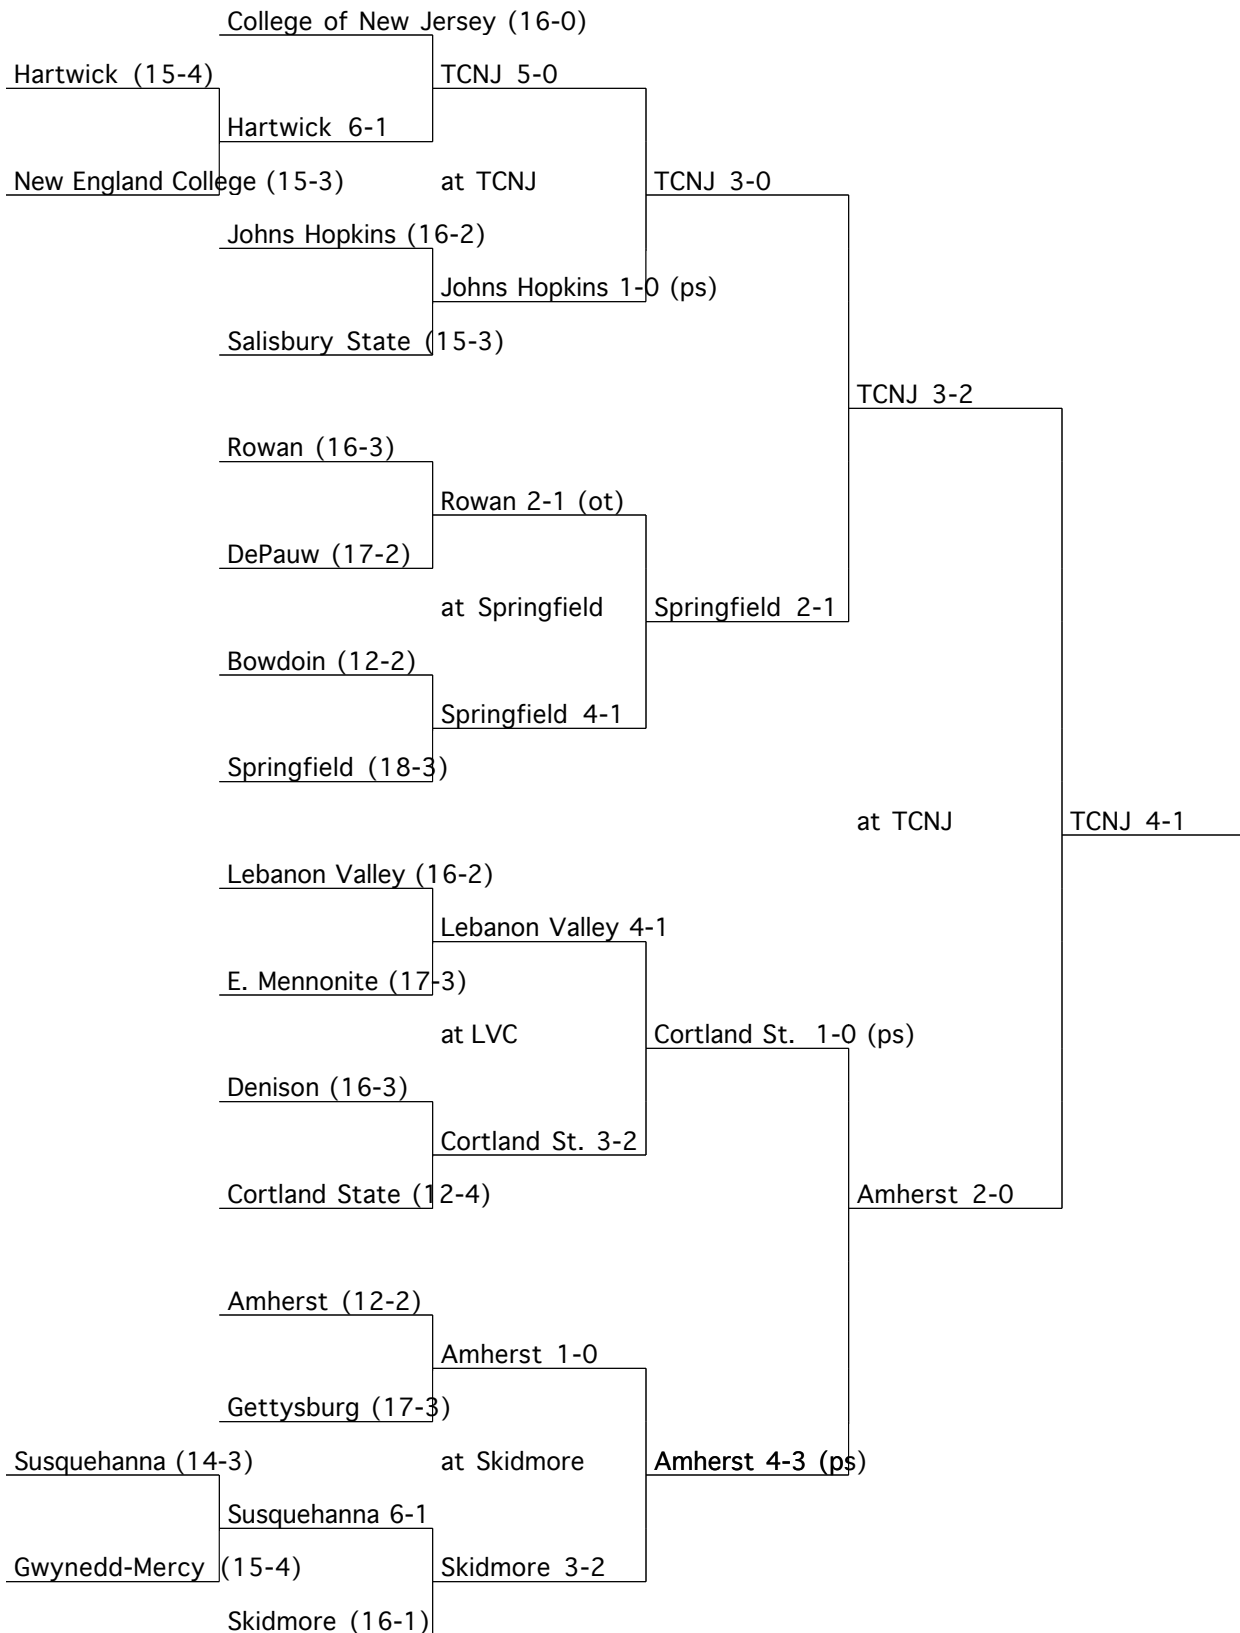 College of New Jersey (16-0)
Hartwick (15-4)
TCNJ 5-0
Hartwick 6-1
New England College (15-3)
at TCNJ
TCNJ 3-0
Johns Hopkins (16-2)
Johns Hopkins 1-0 (ps)
Salisbury State (15-3)
TCNJ 3-2
Rowan (16-3)
Rowan 2-1 (ot)
DePauw (17-2)
at Springfield
Springfield 2-1
Bowdoin (12-2)
Springfield 4-1
Springfield (18-3)
at TCNJ
TCNJ 4-1
Lebanon Valley (16-2)
Lebanon Valley 4-1
E. Mennonite (17-3)
at LVC
Cortland St. 1-0 (ps)
Denison (16-3)
Cortland St. 3-2
Cortland State (12-4)
Amherst 2-0
Amherst (12-2)
Amherst 1-0
Gettysburg (17-3)
Susquehanna (14-3)
at Skidmore
Amherst 4-3 (ps)
Susquehanna 6-1
Gwynedd-Mercy (15-4)
Skidmore 3-2
Skidmore (16-1)